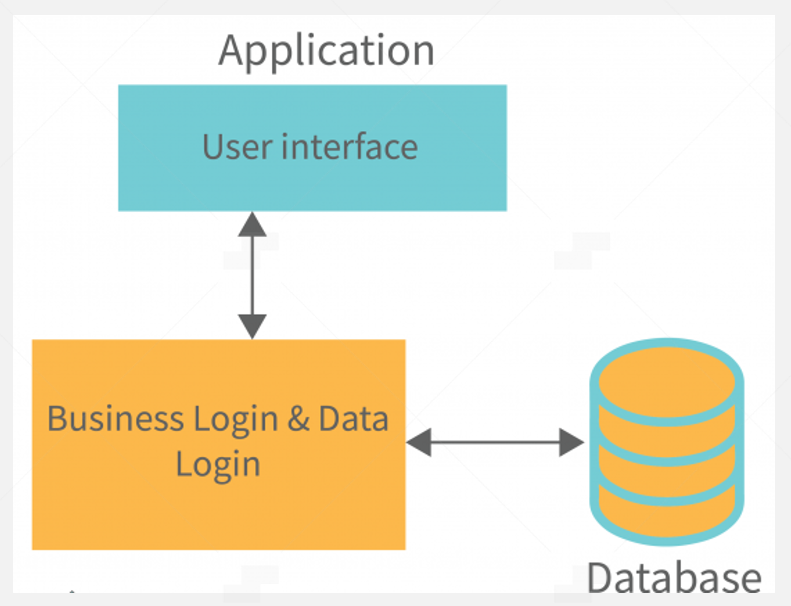 Application
User interface
Business Login & Data
Login
Database